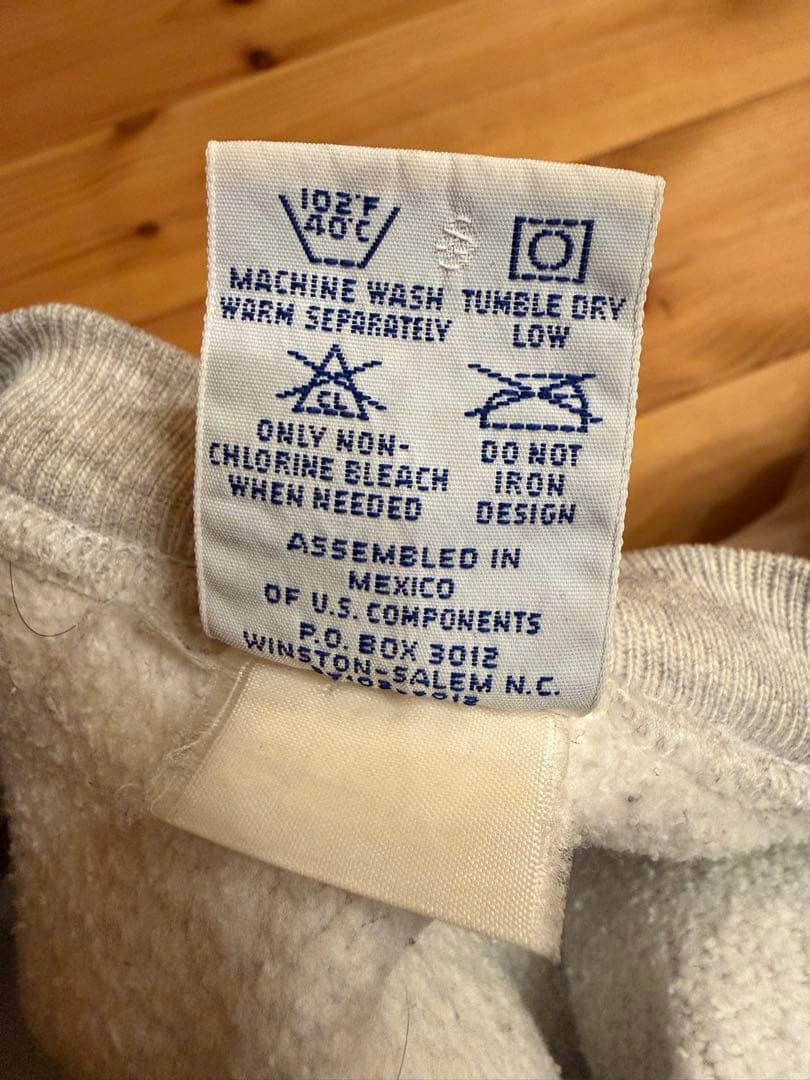 102°F
40°C
MACHINE WASH
WARM SEPARATELY
TUMBLE DRY
LOW
CL
ONLY NON-
CHLORINE BLEACH
WHEN NEEDED
DO NOT
IRON
DESIGN
ASSEMBLED IN
MEXICO
OF U.S. COMPONENTS
P.O. BOX 3012
WINSTON-SALEM N.C.